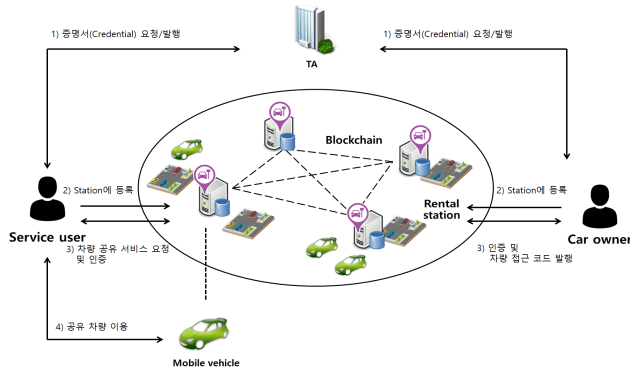 1) 증명서(Credential) 요청/발행
1) 증명서(Credential) 요청/발행
TA
Blockchain
2) Station에 등록
Rental
station
2) Station에 등록
Service user
Car owner
3) 차량 공유 서비스 요청
및 인증
3) 인증 및
차량 접근 코드 발행
4) 공유 차량 이용
Mobile vehicle